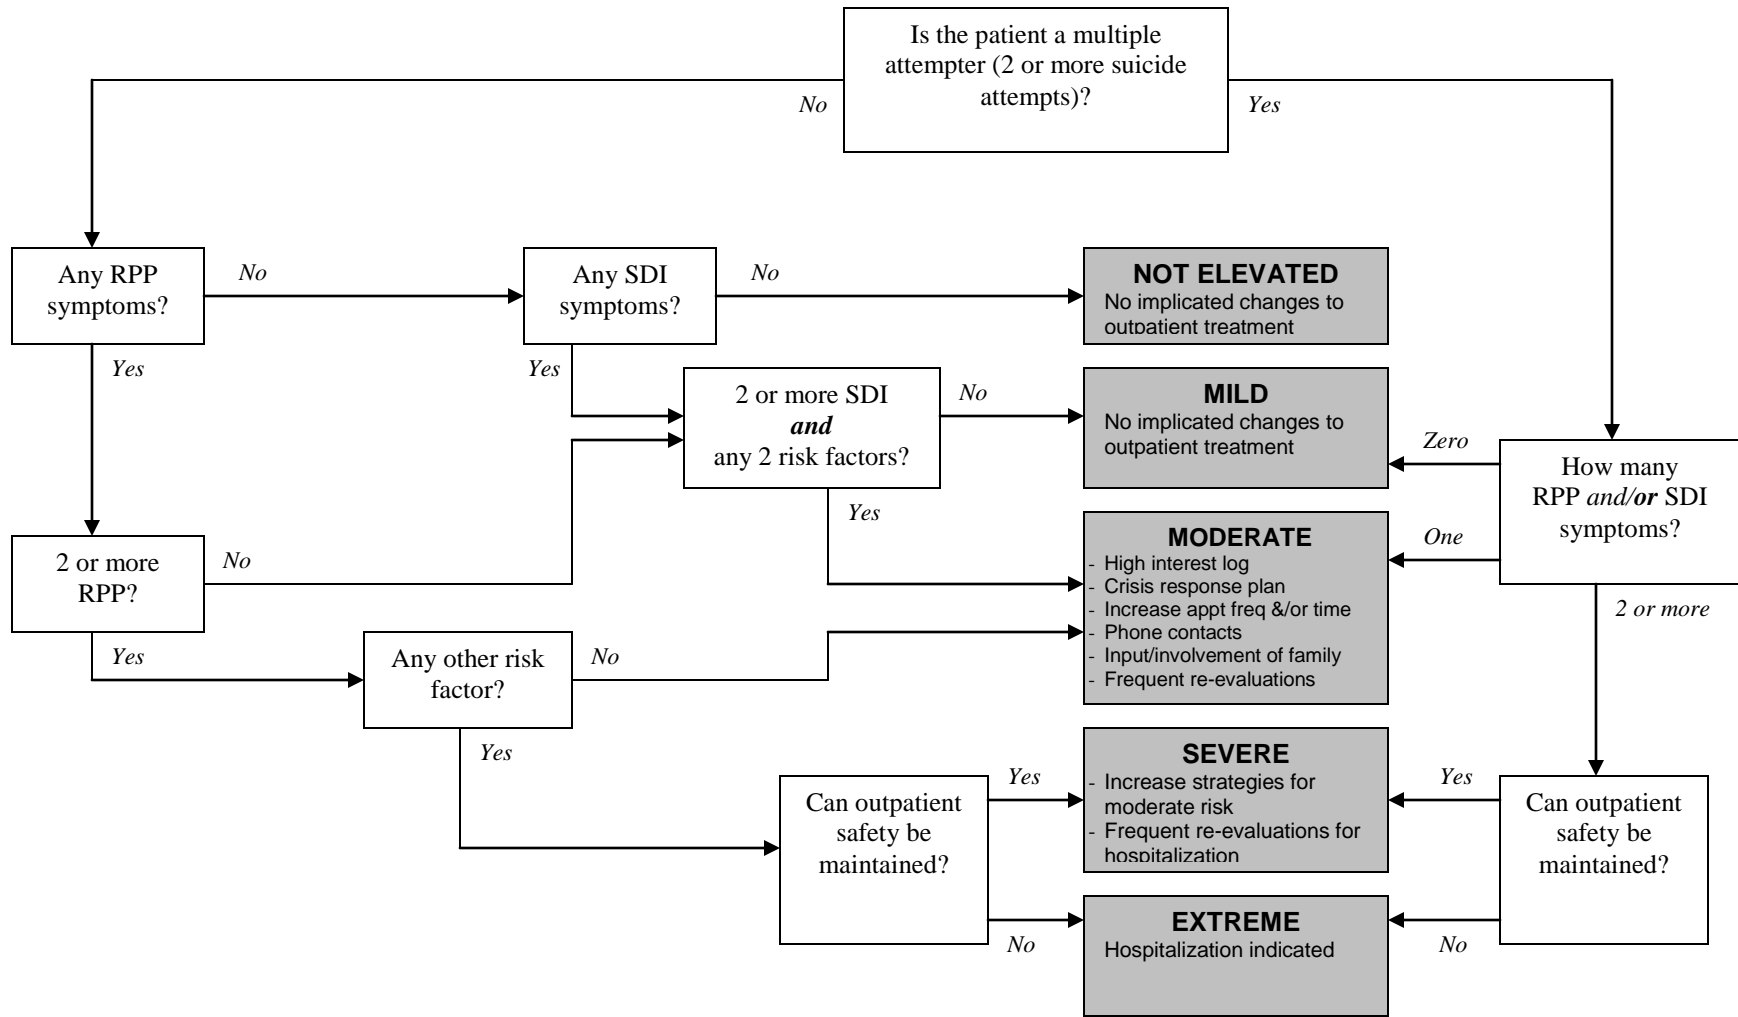 Is the patient a multiple
attempter (2 or more suicide
attempts)?
No
Yes
Any RPP
symptoms?
No
Any SDI
symptoms?
No
NOT ELEVATED
No implicated changes to
outpatient treatment
Yes
Yes
2 or more SDI
and
any 2 risk factors?
No
MILD
No implicated changes to
outpatient treatment
Zero
How many
RPP and/or SDI
symptoms?
Yes
One
2 or more
2 or more
RPP?
No
MODERATE
- High interest log
- Crisis response plan
- Increase appt freq &/or time
- Phone contacts
- Input/involvement of family
- Frequent re-evaluations
Yes
Any other risk
factor?
No
Yes
Can outpatient
safety be
maintained?
Yes
No
SEVERE
- Increase strategies for
moderate risk
- Frequent re-evaluations for
hospitalization
Yes
Can outpatient
safety be
maintained?
No
EXTREME
Hospitalization indicated